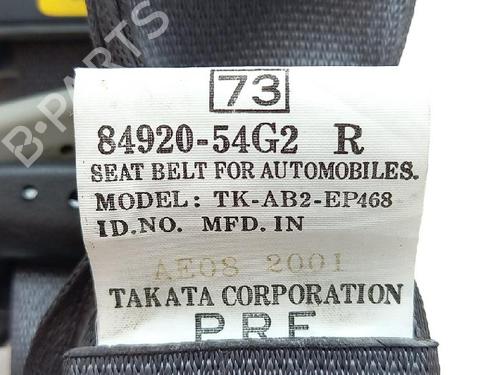 73
84920-54G2 R
SEAT BELT FOR AUTOMOBILES.
MODEL: TK-AB2-EP468
ID.NO. MFD. IN
AE08 2001
TAKATA CORPORATION
PRE
B-PARTS